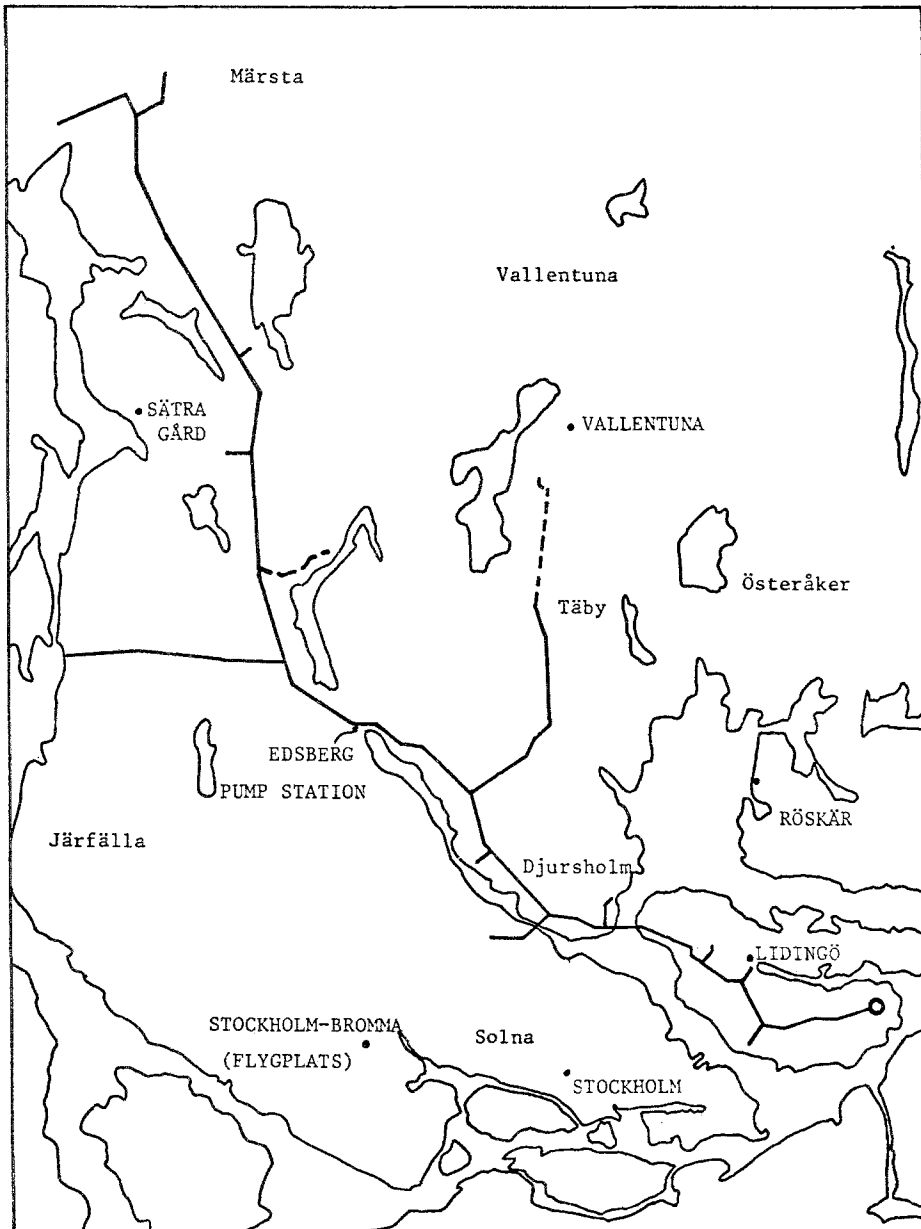 Märsta
Vallentuna
SÄTRA
GÅRD
VALLENTUNA
Österåker
Täby
EDSBERG
PUMP STATION
RÖSKÄR
Järfälla
Djursholm
LIDINGÖ
STOCKHOLM-BROMMA
(FLYGPLATS)
Solna
STOCKHOLM